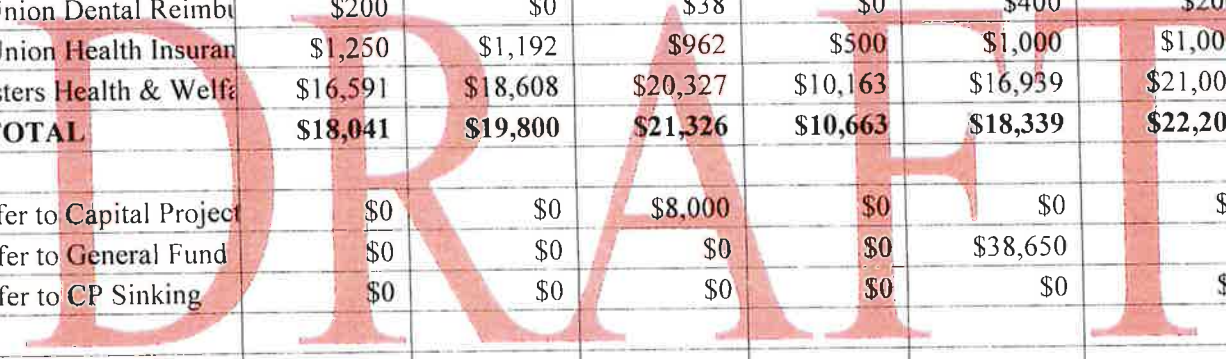 nion Dental Reimbu $200 $0 $38 $0 $400 $20
Union Health Insuran $1,250 $1,192 $962 $500 $1,000 $1,00
sters Health & Welfa $16,591 $18,608 $20,327 $10,163 $16,939 $21,00
TOTAL $18,041 $19,800 $21,326 $10,663 $18,339 $22,20
fer to Capital Project $0 $0 $8,000 $0 $0 $
fer to General Fund $0 $0 $0 $0 $38,650
fer to CP Sinking $0 $0 $0 $0 $0 $
DRAFT